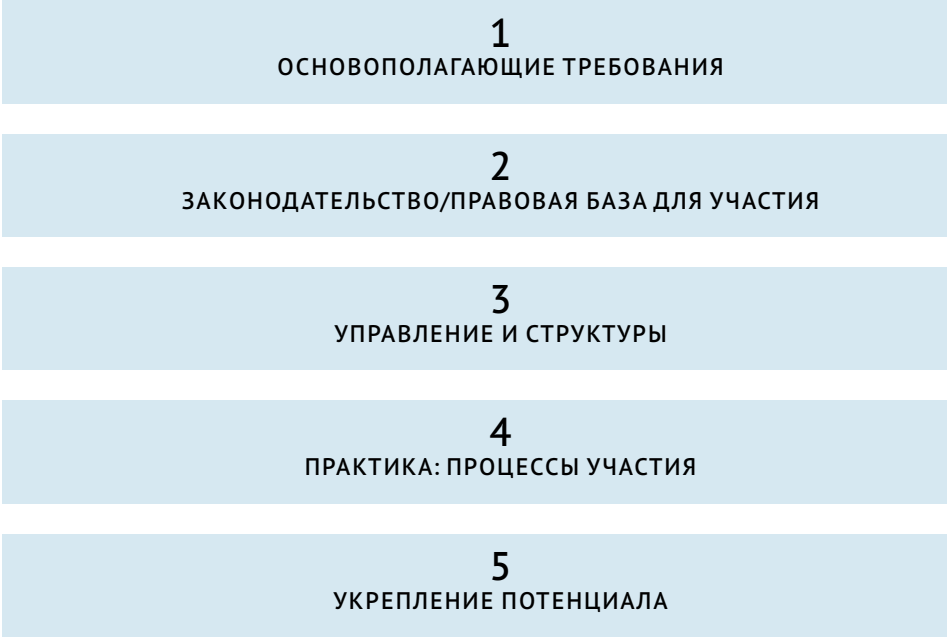 1
ОСНОВОПОЛАГАЮЩИЕ ТРЕБОВАНИЯ
2
ЗАКОНОДАТЕЛЬСТВО/ПРАВОВАЯ БАЗА ДЛЯ УЧАСТИЯ
3
УПРАВЛЕНИЕ И СТРУКТУРЫ
4
ПРАКТИКА: ПРОЦЕССЫ УЧАСТИЯ
5
УКРЕПЛЕНИЕ ПОТЕНЦИАЛА